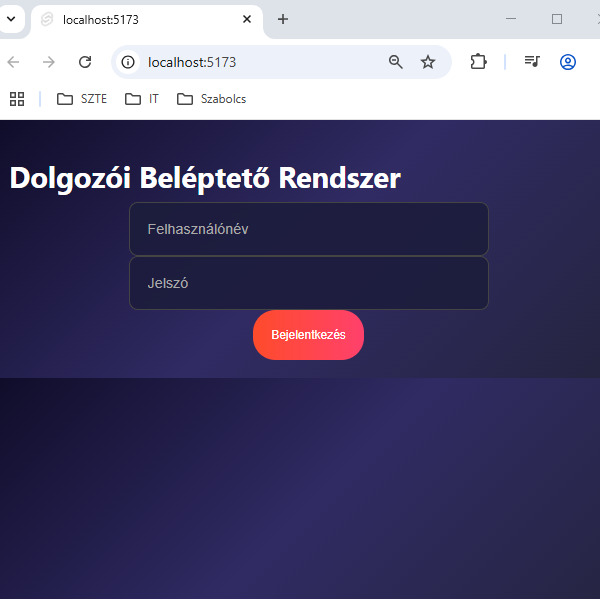 localhost:5173
localhost:5173
SZTE IT Szabolcs
Dolgozói Beléptető Rendszer
Felhasználónév
Jelszó
Bejelentkezés